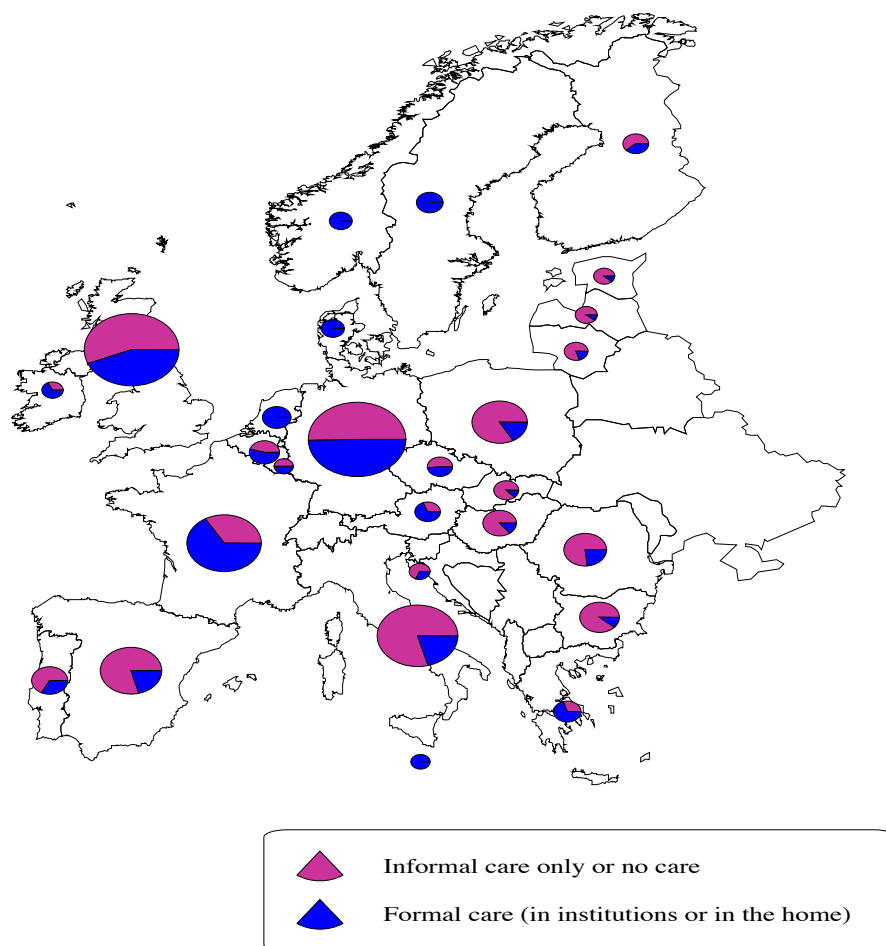 Informal care only or no care
Formal care (in institutions or in the home)